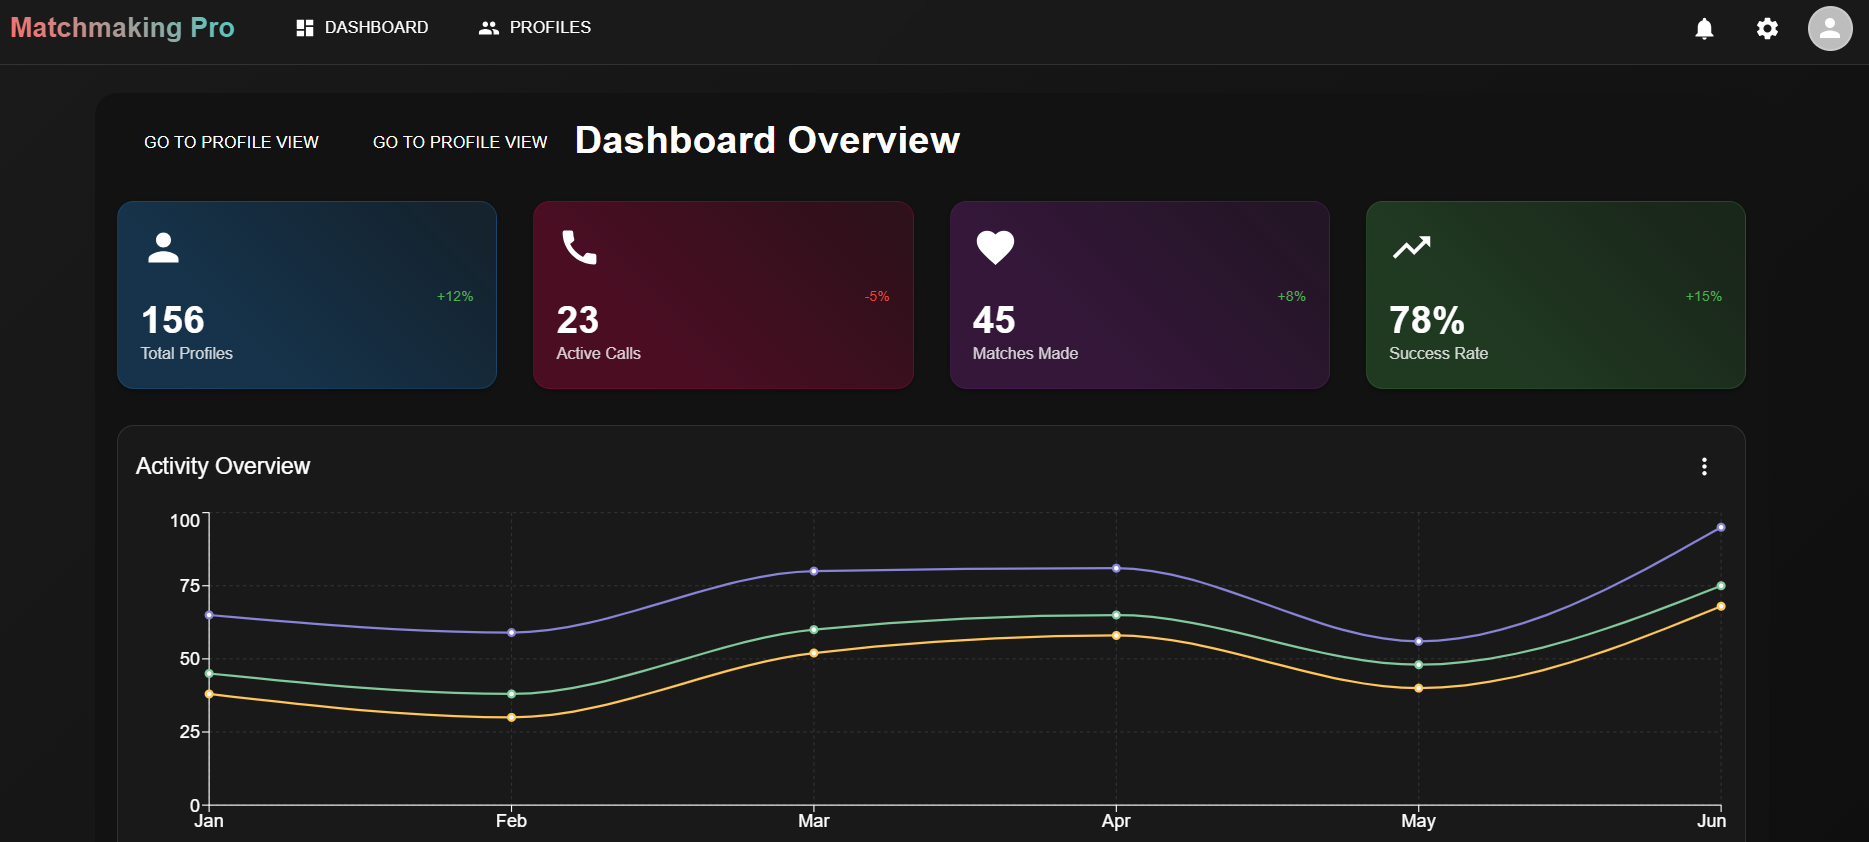 Matchmaking Pro
DASHBOARD
PROFILES
GO TO PROFILE VIEW
GO TO PROFILE VIEW
Dashboard Overview
+12%
156
Total Profiles
-5%
23
Active Calls
+8%
45
Matches Made
+15%
78%
Success Rate
Activity Overview
100
75
50
25
0
Jan
Feb
Mar
Apr
May
Jun